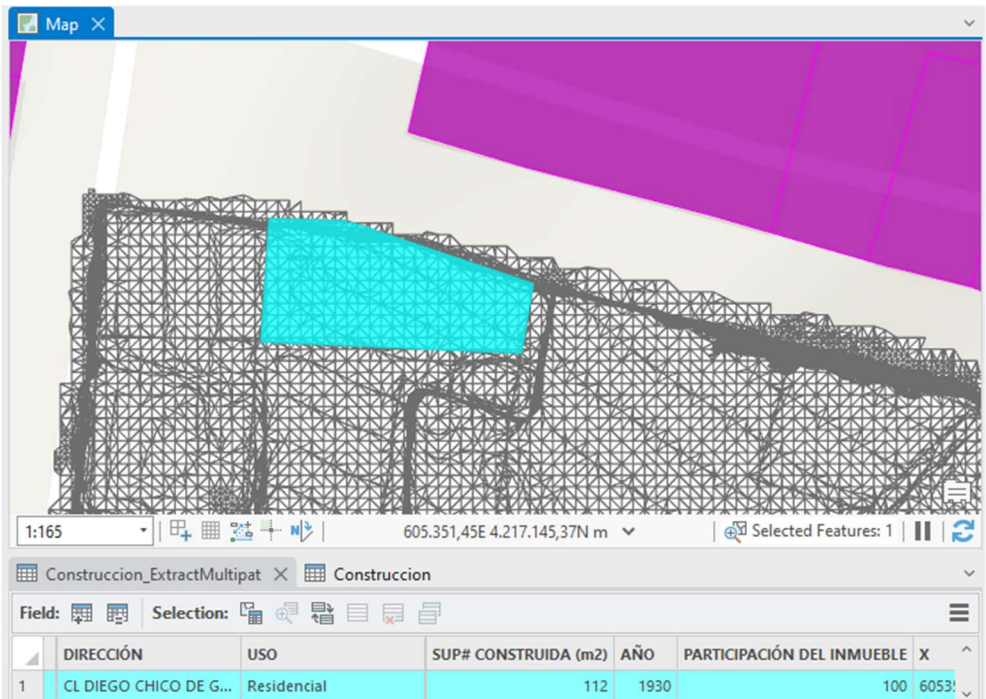 Map
1:165 605.351,45E 4.217.145,37N m Selected Features: 1
Construccion_ExtractMultipat Construccion
Field: Selection:
DIRECCIÓN USO SUP# CONSTRUIDA (m2) AÑO PARTICIPACIÓN DEL INMUEBLE X
1 CL DIEGO CHICO DE G... Residencial 112 1930 100